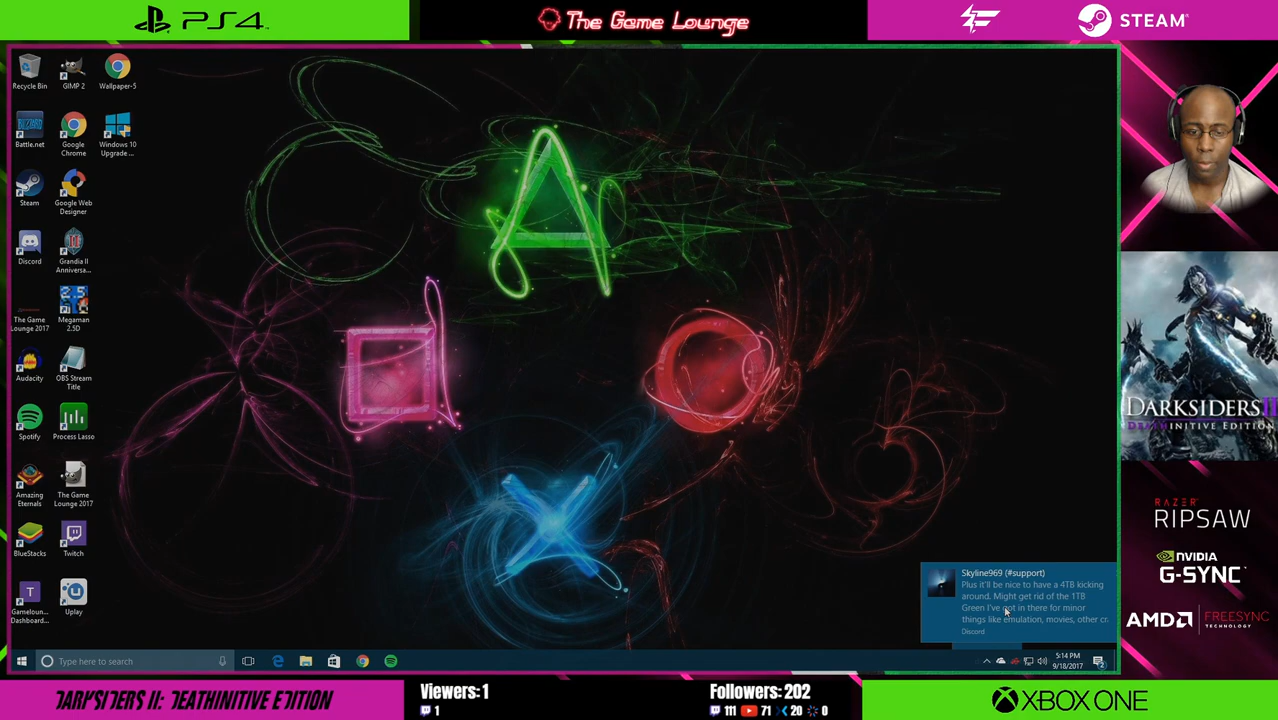 PS4
The Game Lounge
STEAM
Recycle Bin
GIMP 2
Wallpaper-5
Battle.net
Google
Chrome
Windows 10
Upgrade ...
Steam
Google Web
Designer
Discord
Grandia II
Anniversa...
The Game
Lounge 2017
Megaman
2.5D
Audacity
OBS Stream
Title
Spotify
Process Lasso
Amazing
Eternals
The Game
Lounge 2017
BlueStacks
Twitch
Gameloun...
Dashboard...
Uplay
Skyline969 (#support)
Plus it'll be nice to have a 4TB kicking
around. Might get rid of the 1TB
Green I've got in there for minor
things like emulation, movies, other cr
Discord
Type here to search
5:14 PM
9/18/2017
DARKSIDERS II
DEATHINITIVE EDITION
RAZER
RIPSAW
NVIDIA
G-SYNC
AMD
FREESYNC
TECHNOLOGY
DARKSIDERS II: DEATHINITIVE EDITION
Viewers: 1
1
Followers: 202
111 71 20 0
XBOX ONE